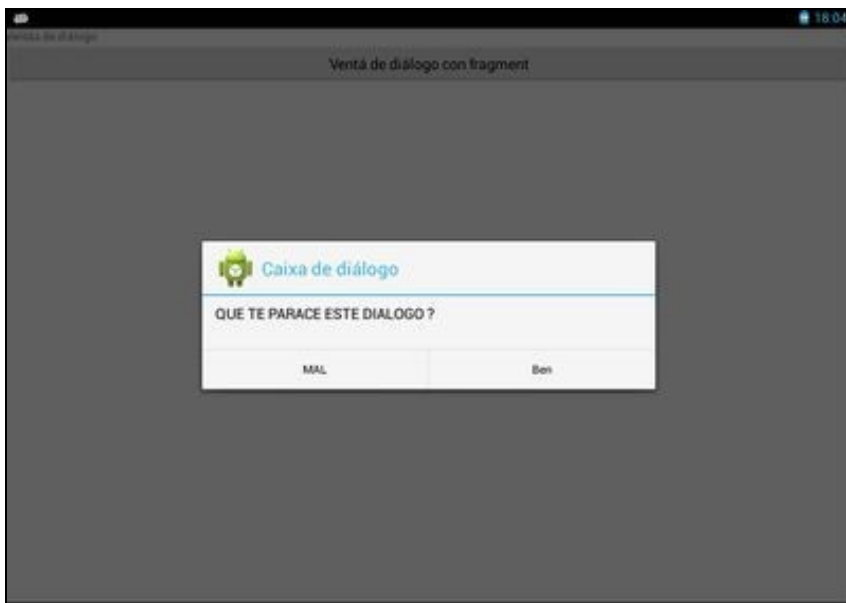 18:04
Ventá de diálogo con fragment
Caixa de diálogo
QUE TE PARACE ESTE DIALOGO ?
MAL Ben